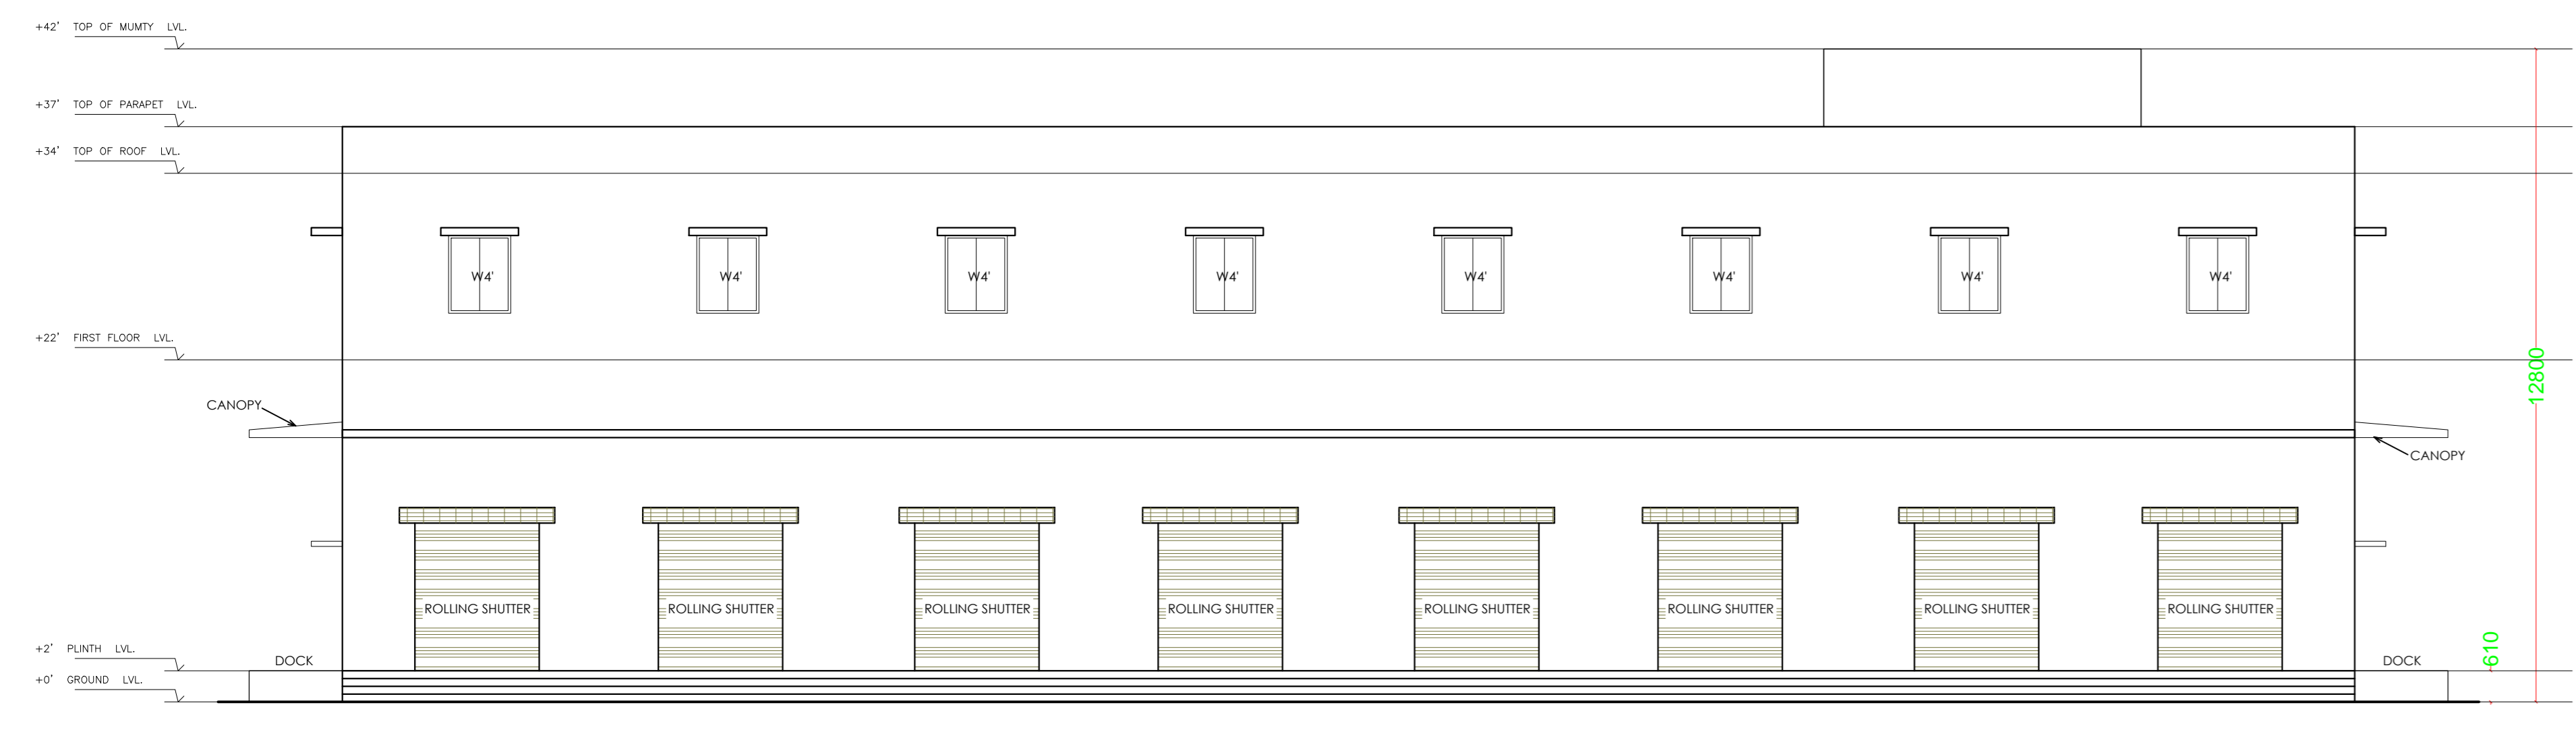 +42' TOP OF MUMTY LVL.
+37' TOP OF PARAPET LVL.
+34' TOP OF ROOF LVL.
W4' W4' W4' W4' W4' W4' W4' W4'
+22' FIRST FLOOR LVL.
12800
CANOPY
CANOPY
ROLLING SHUTTER ROLLING SHUTTER ROLLING SHUTTER ROLLING SHUTTER ROLLING SHUTTER ROLLING SHUTTER ROLLING SHUTTER ROLLING SHUTTER
+2' PLINTH LVL.
610
DOCK DOCK
+0' GROUND LVL.